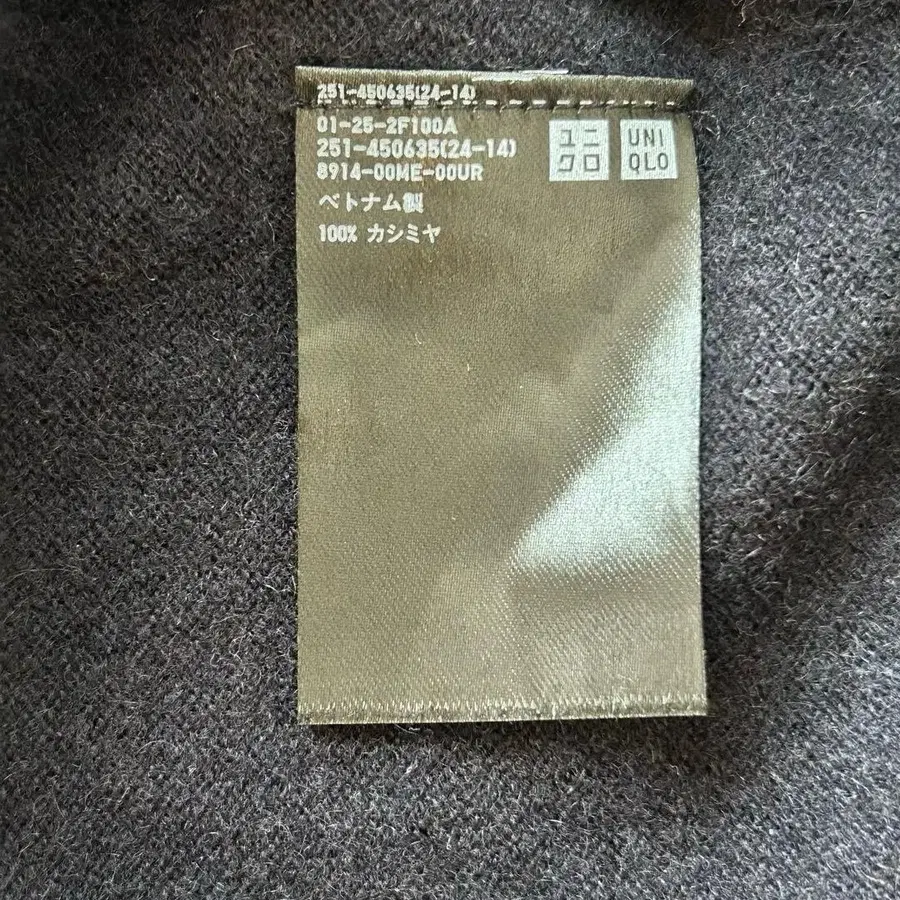 251-450635(24-14)
01-25-2F100A
251-450635(24-14)
8914-00ME-00UR
ベトナム製
100% カシミヤ
ユニ
クロ
UNI
QLO